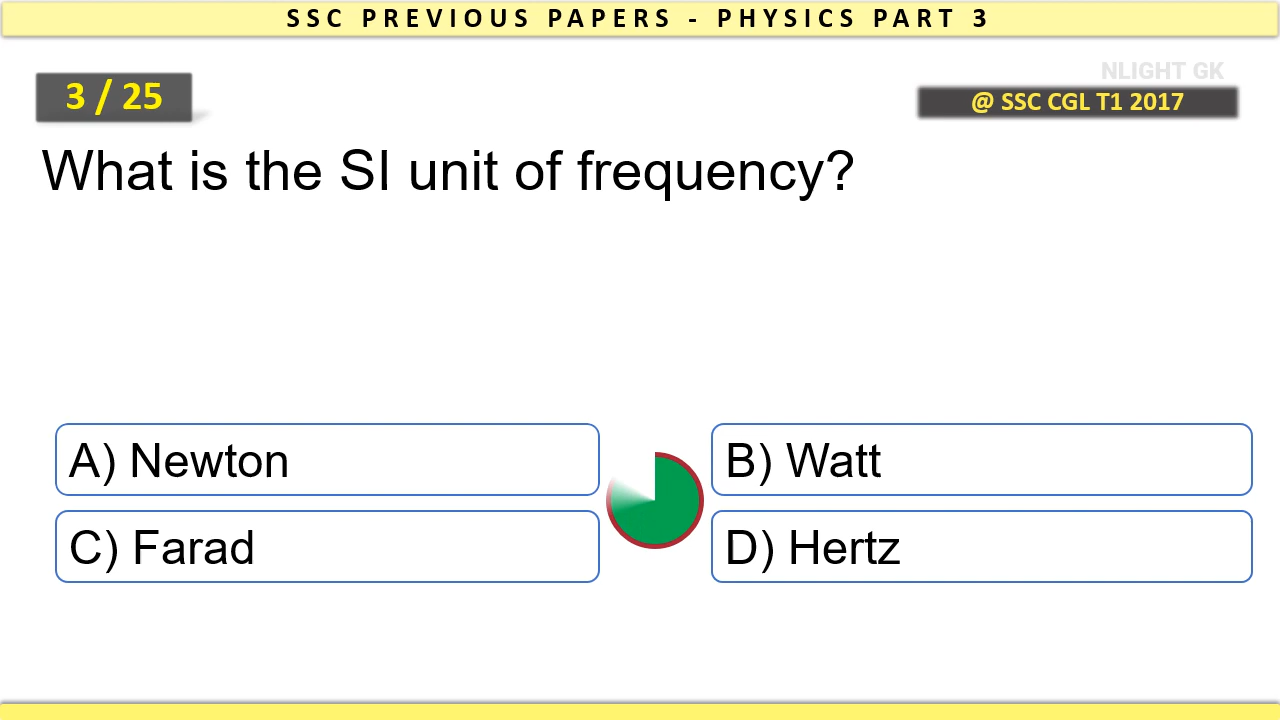 SSC PREVIOUS PAPERS - PHYSICS PART 3
NLIGHT GK
3 / 25
@ SSC CGL T1 2017
What is the SI unit of frequency?
A) Newton
B) Watt
C) Farad
D) Hertz